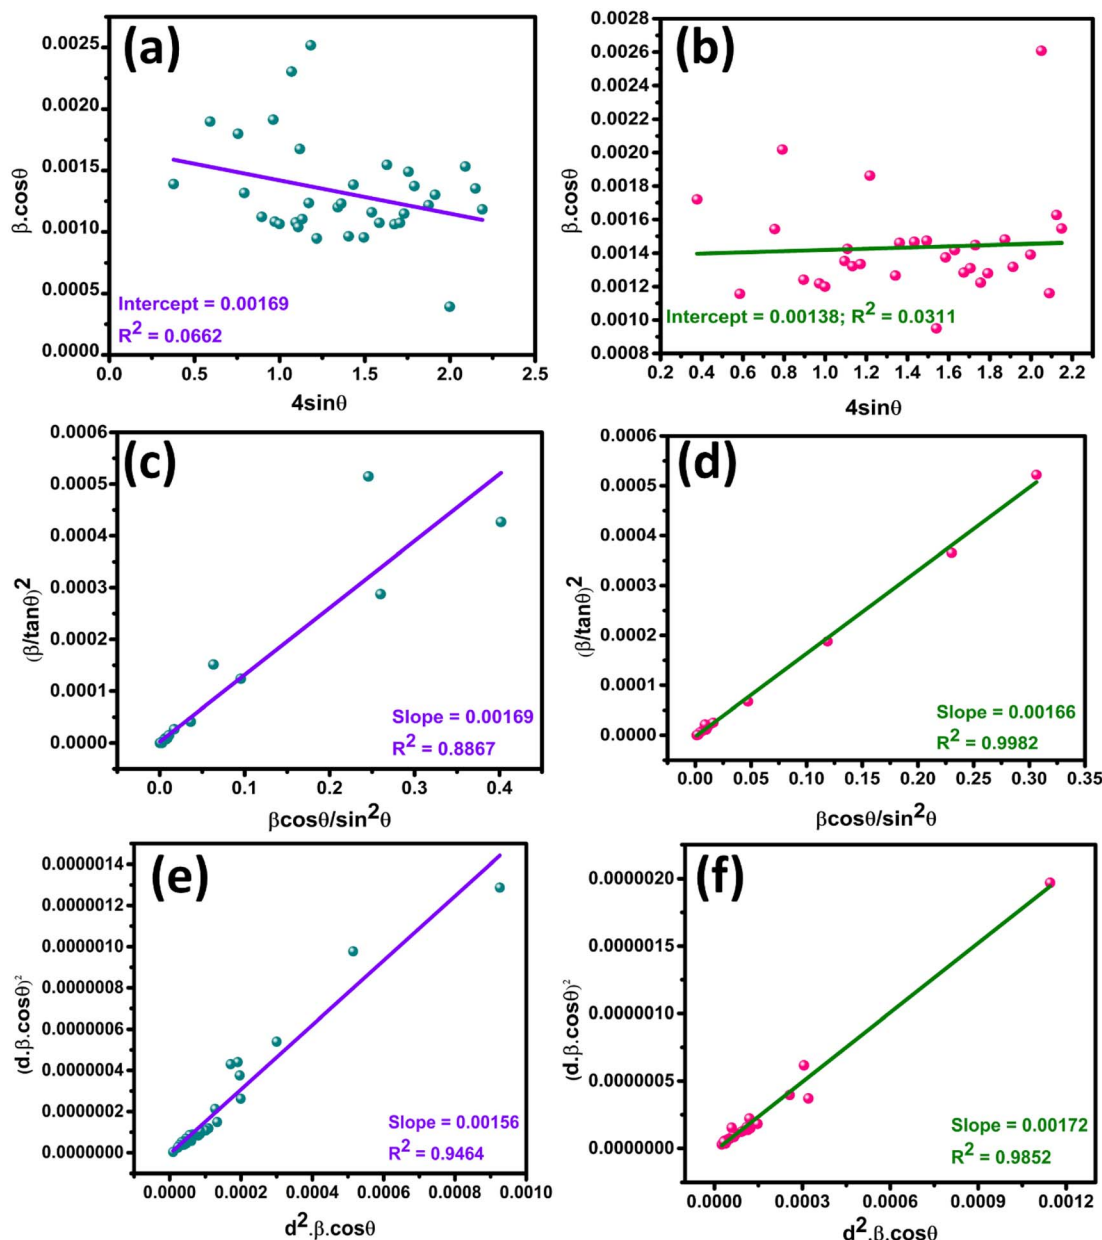 (a)
0.0025
0.0020
0.0015
0.0010
0.0005
0.0000
β.cosθ
Intercept = 0.00169
R² = 0.0662
0.0 0.5 1.0 1.5 2.0 2.5
4sinθ
(b)
0.0028
0.0026
0.0024
0.0022
0.0020
0.0018
0.0016
0.0014
0.0012
0.0010
0.0008
β.cosθ
Intercept = 0.00138; R² = 0.0311
0.2 0.4 0.6 0.8 1.0 1.2 1.4 1.6 1.8 2.0 2.2
4sinθ
(c)
0.0006
0.0005
0.0004
0.0003
0.0002
0.0001
0.0000
(β/tanθ)²
Slope = 0.00169
R² = 0.8867
0.0 0.1 0.2 0.3 0.4
βcosθ/sin²θ
(d)
0.0006
0.0005
0.0004
0.0003
0.0002
0.0001
0.0000
(β/tanθ)²
Slope = 0.00166
R² = 0.9982
0.00 0.05 0.10 0.15 0.20 0.25 0.30 0.35
βcosθ/sin²θ
(e)
0.0000014
0.0000012
0.0000010
0.0000008
0.0000006
0.0000004
0.0000002
0.0000000
(d.β.cosθ)²
Slope = 0.00156
R² = 0.9464
0.0000 0.0002 0.0004 0.0006 0.0008 0.0010
d².β.cosθ
(f)
0.0000020
0.0000015
0.0000010
0.0000005
0.0000000
(d.β.cosθ)²
Slope = 0.00172
R² = 0.9852
0.0000 0.0003 0.0006 0.0009 0.0012
d².β.cosθ